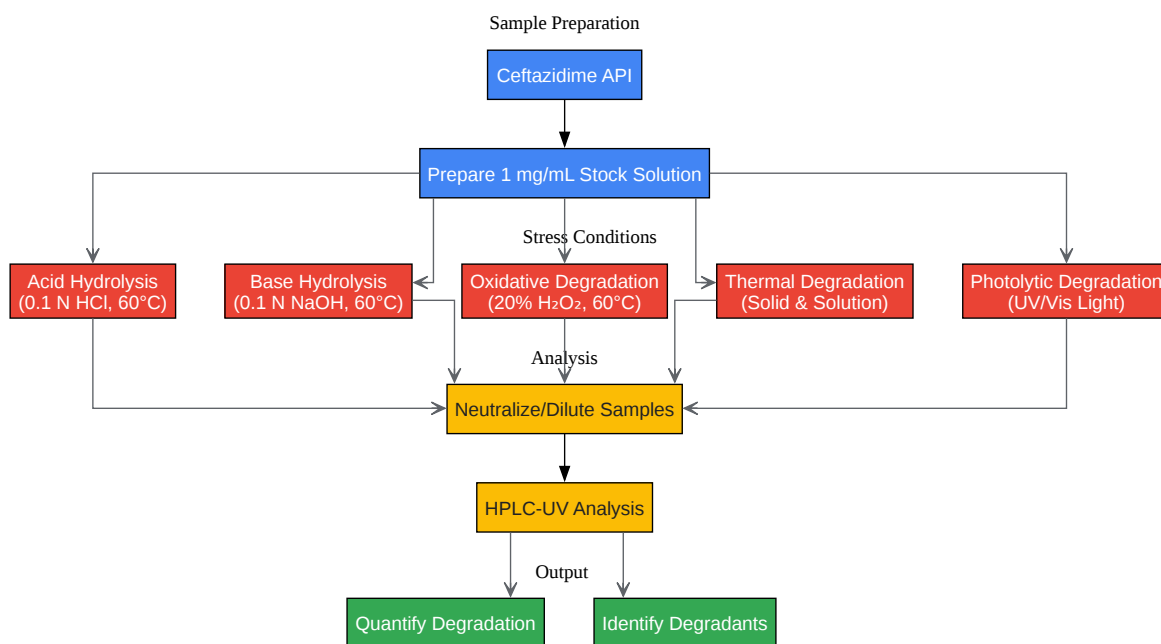 Sample Preparation
Ceftazidime API
Prepare 1 mg/mL Stock Solution
Stress Conditions
Acid Hydrolysis
(0.1 N HCl, 60°C)
Base Hydrolysis
(0.1 N NaOH, 60°C)
Oxidative Degradation
(20% H₂O₂, 60°C)
Thermal Degradation
(Solid & Solution)
Photolytic Degradation
(UV/Vis Light)
Analysis
Neutralize/Dilute Samples
HPLC-UV Analysis
Output
Quantify Degradation
Identify Degradants